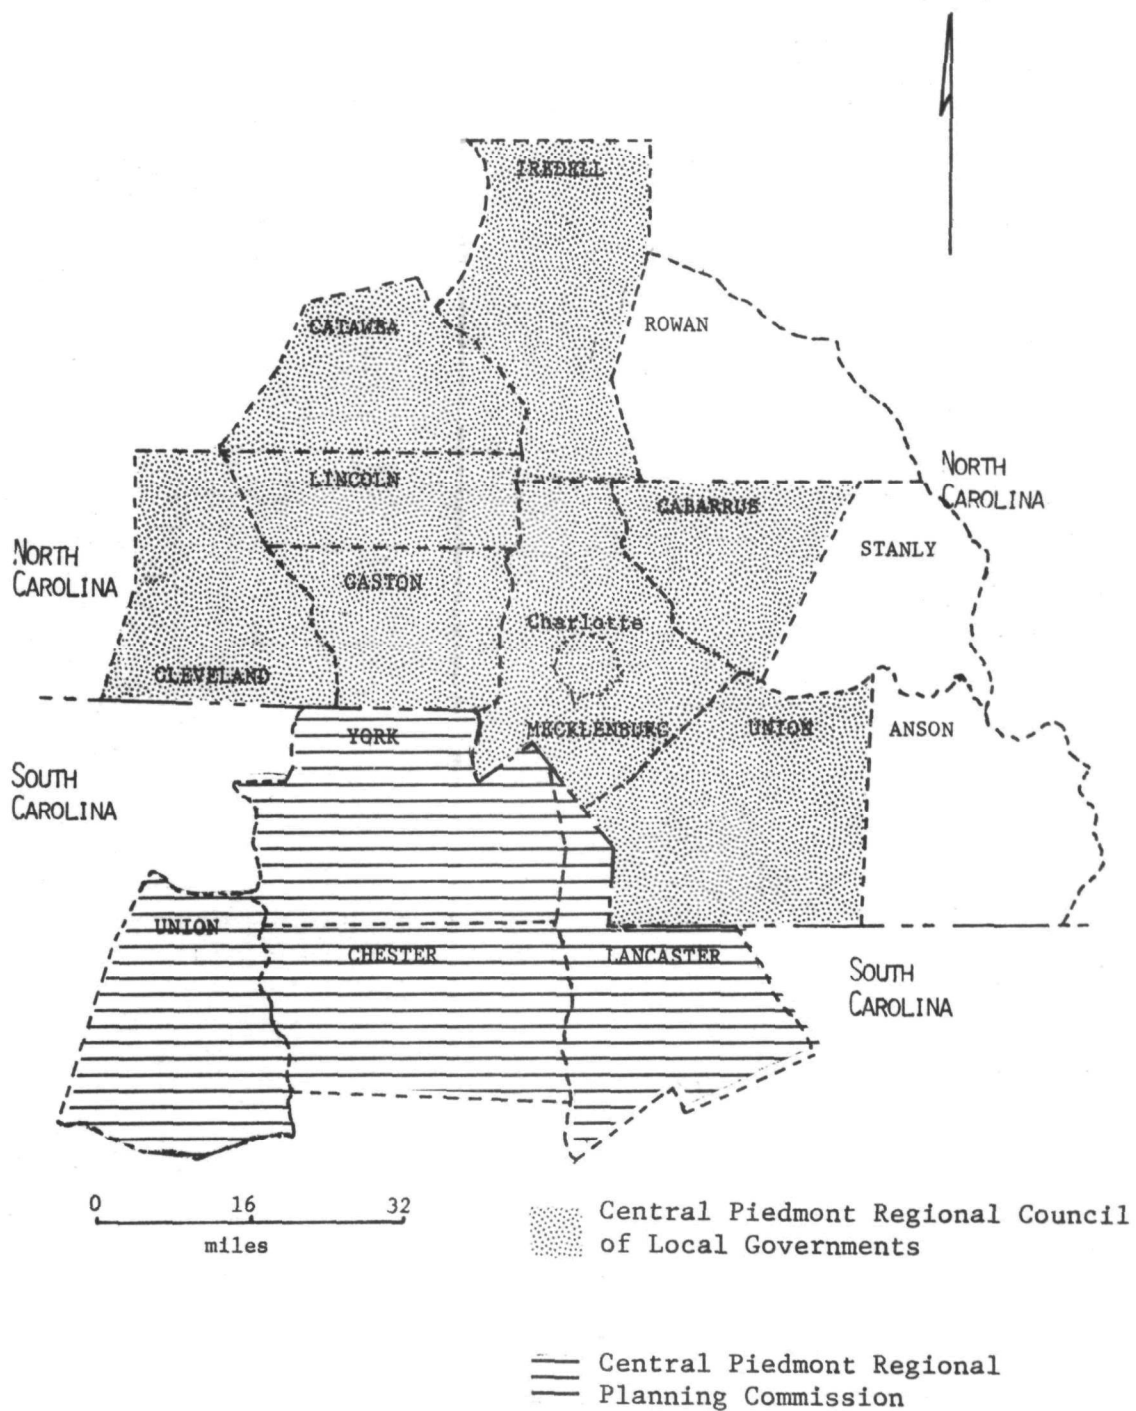 IREDELL
CATAWBA
ROWAN
LINCOLN
NORTH
CAROLINA
CABARRUS
STANLY
NORTH
CAROLINA
GASTON
Charlotte
CLEVELAND
MECKLENBURG
UNION
ANSON
YORK
SOUTH
CAROLINA
UNION
CHESTER
LANCASTER
SOUTH
CAROLINA
0 16 32
miles
Central Piedmont Regional Council
of Local Governments
Central Piedmont Regional
Planning Commission